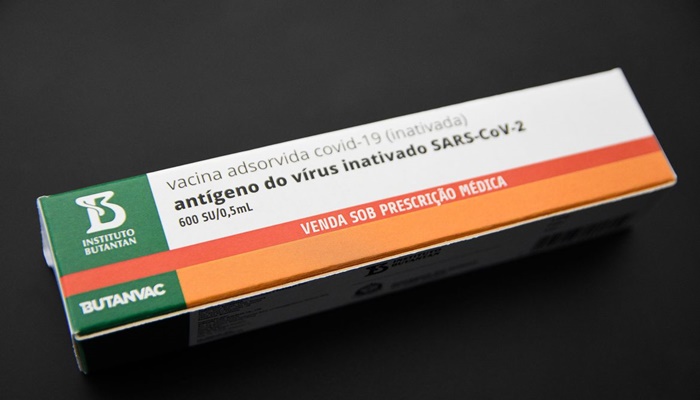 vacina adsorvida covid-19 (inativada)
antígeno do vírus inativado SARS-CoV-2
600 SU/0,5mL
VENDA SOB PRESCRIÇÃO MÉDICA
INSTITUTO
BUTANTAN
BUTANVAC